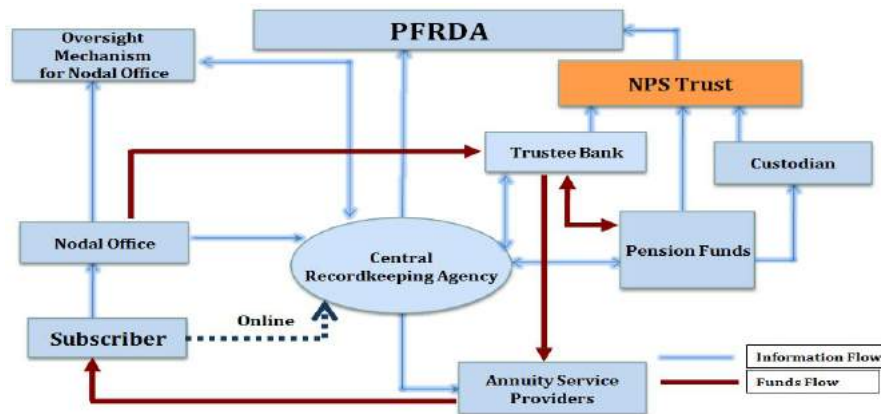 Oversight
Mechanism
for Nodal Office
PFRDA
NPS Trust
Trustee Bank
Custodian
Nodal Office
Central
Recordkeeping Agency
Pension Funds
Subscriber
Online
Annuity Service
Providers
Information Flow
Funds Flow